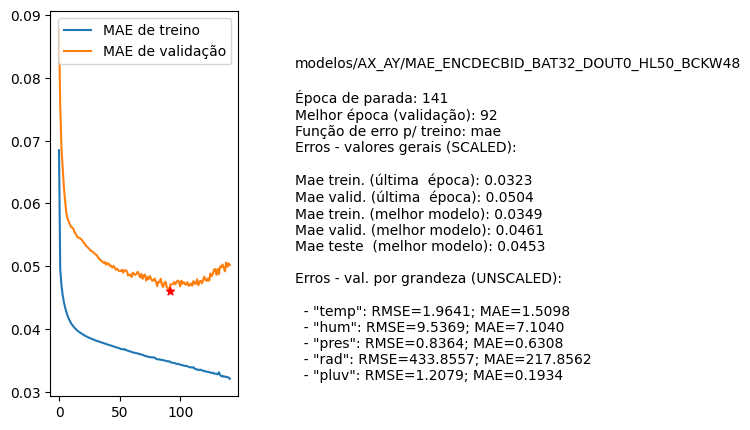 0.09
0.08
0.07
0.06
0.05
0.04
0.03
0
50
100
MAE de treino
MAE de validação
modelos/AX_AY/MAE_ENCDECBID_BAT32_DOUT0_HL50_BCKW48
Época de parada: 141
Melhor época (validação): 92
Função de erro p/ treino: mae
Erros - valores gerais (SCALED):
Mae trein. (última  época): 0.0323
Mae valid. (última  época): 0.0504
Mae trein. (melhor modelo): 0.0349
Mae valid. (melhor modelo): 0.0461
Mae teste  (melhor modelo): 0.0453
Erros - val. por grandeza (UNSCALED):
- "temp": RMSE=1.9641; MAE=1.5098
- "hum": RMSE=9.5369; MAE=7.1040
- "pres": RMSE=0.8364; MAE=0.6308
- "rad": RMSE=433.8557; MAE=217.8562
- "pluv": RMSE=1.2079; MAE=0.1934